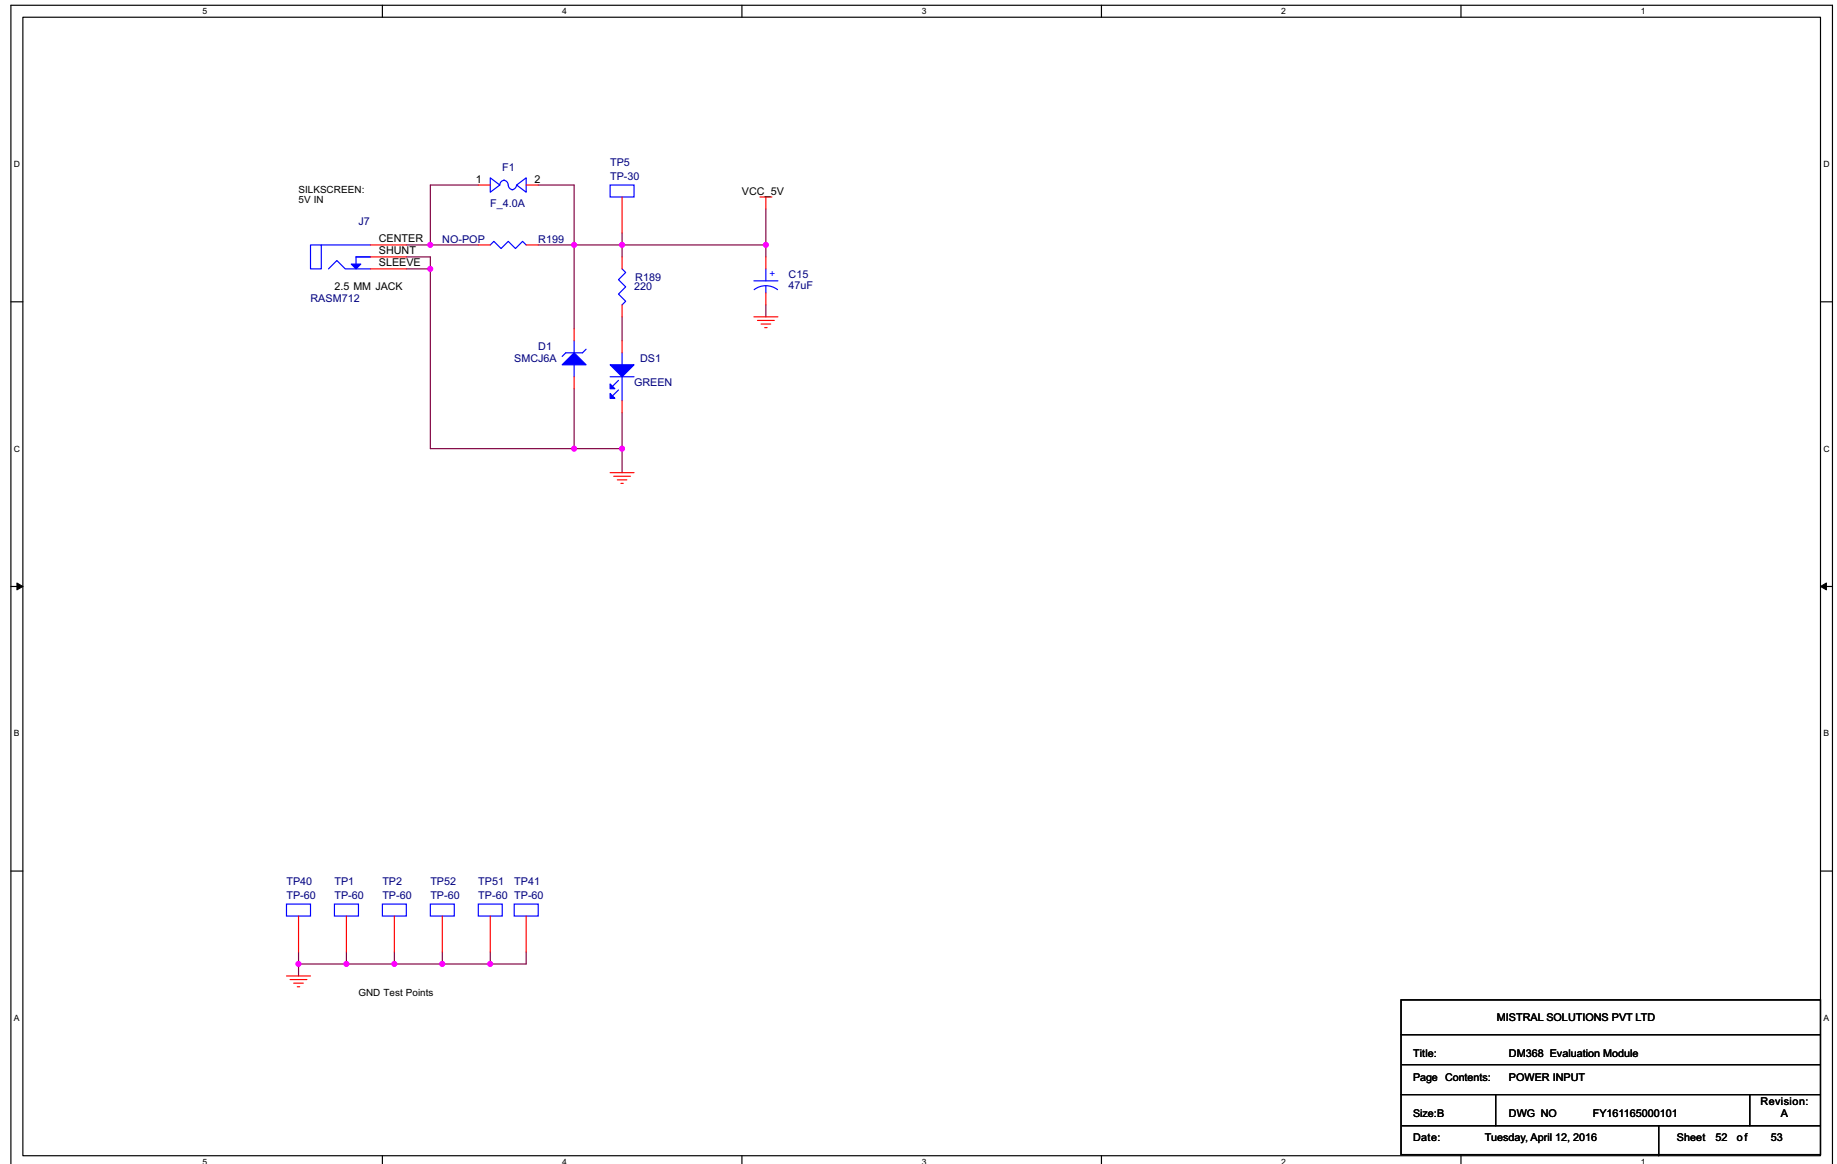 5 4 3 2 1
D D
C C
B B
A A
SILKSCREEN:
5V IN
J7
CENTER
SHUNT
SLEEVE
2.5 MM JACK
RASM712
F1
1 2
F_4.0A
NO-POP R199
TP5
TP-30
VCC_5V
R189
220
C15
47uF
D1
SMCJ6A
DS1
GREEN
+
TP40 TP1 TP2 TP52 TP51 TP41
TP-60 TP-60 TP-60 TP-60 TP-60 TP-60
GND Test Points
MISTRAL SOLUTIONS PVT LTD
Title: DM368 Evaluation Module
Page Contents: POWER INPUT
Size:B DWG NO FY161165000101 Revision: A
Date: Tuesday, April 12, 2016 Sheet 52 of 53
5 4 3 2 1